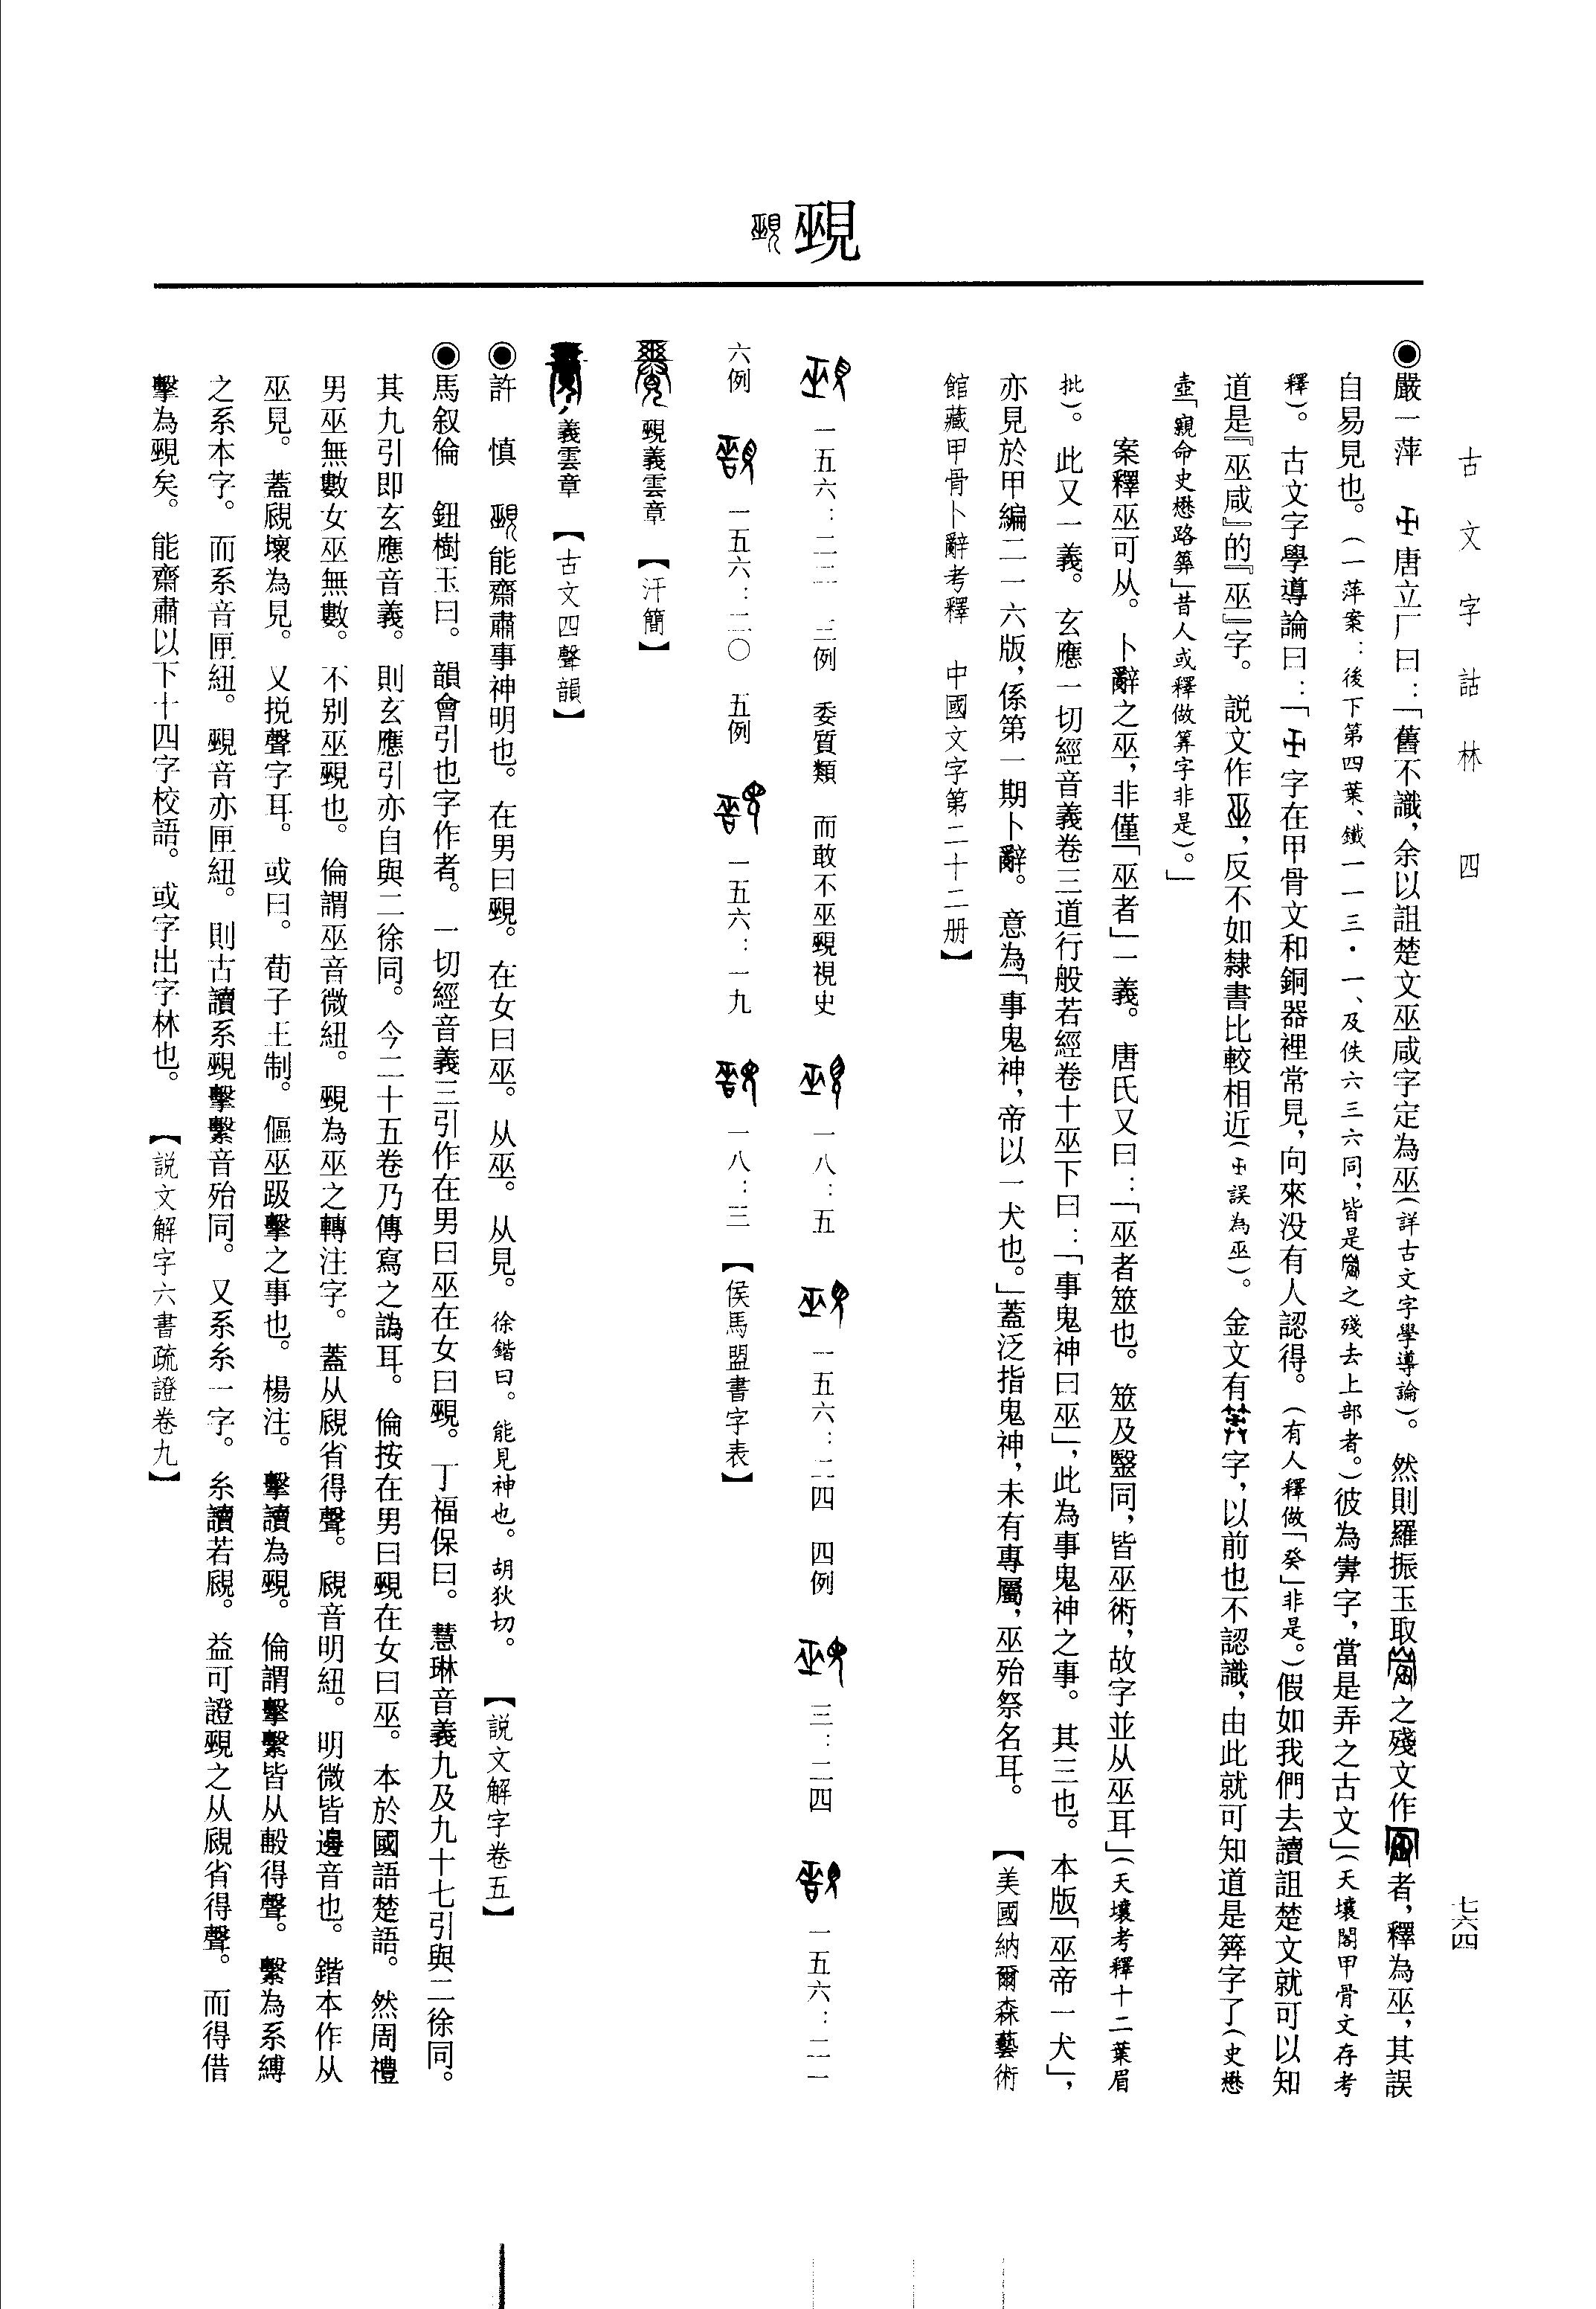 古文字詁林 四
七六四
覡
◉嚴一萍 唐立厂曰：「舊不識，余以詛楚文巫咸字定為巫（詳古文字學導論）。然則羅振玉取之殘文作者，釋為巫，其誤
自易見也。（一萍案：後下第四葉、鐵一一三·一、及佚六三六同，皆是之殘去上部者。）彼為字，當是弄之古文」（天壤閣甲骨文存考
釋）。古文字學導論曰：「字在甲骨文和銅器裡常見，向來没有人認得。（有人釋做「癸」非是。）假如我們去讀詛楚文就可以知
道是『巫咸』的『巫』字。説文作，反不如隸書比較相近（誤為巫）。金文有字，以前也不認識，由此就可知道是筭字了（史懋
壺「寴命史懋路筭」昔人或釋做筭字非是）。」
案釋巫可从。卜辭之巫，非僅「巫者」一義。唐氏又曰：「巫者筮也。筮及毉同，皆巫術，故字並从巫耳」（天壤考釋十二葉眉
批）。此又一義。玄應一切經音義卷三道行般若經卷十巫下曰：「事鬼神曰巫」，此為事鬼神之事。其三也。本版「巫帝一犬」，
亦見於甲編二一一六版，係第一期卜辭。意為「事鬼神，帝以一犬也。」蓋泛指鬼神，未有專屬，巫殆祭名耳。【美國納爾森藝術
館藏甲骨卜辭考釋 中國文字第二十二册】
一五六：二二 三例 委質類 而敢不巫覡視史 一八：五 一五六：二四 四例 三：二四 一五六：二一
六例 一五六：二〇 五例 一五六：一九 一八：三 【侯馬盟書字表】
覡義雲章 【汗簡】
義雲章 【古文四聲韻】
◉許 慎 能齋肅事神明也。在男曰覡。在女曰巫。从巫。从見。徐鍇曰。能見神也。胡狄切。【説文解字卷五】
◉馬叙倫 鈕樹玉曰。韻會引也字作者。一切經音義三引作在男曰巫在女曰覡。丁福保曰。慧琳音義九及九十七引與二徐同。
其九引即玄應音義。則玄應引亦自與二徐同。今二十五卷乃傳寫之譌耳。倫按在男曰覡在女曰巫。本於國語楚語。然周禮
男巫無數女巫無數。不别巫覡也。倫謂巫音微紐。覡為巫之轉注字。蓋从覛省得聲。覛音明紐。明微皆邊音也。鍇本作从
巫見。蓋覛壞為見。又挩聲字耳。或曰。荀子王制。傴巫跛擊之事也。楊注。擊讀為覡。倫謂擊繫皆从毄得聲。繫為系縛
之系本字。而系音匣紐。覡音亦匣紐。則古讀系覡擊繫音殆同。又系糸一字。糸讀若覛。益可證覡之从覛省得聲。而得借
擊為覡矣。能齋肅以下十四字校語。或字出字林也。【説文解字六書疏證卷九】